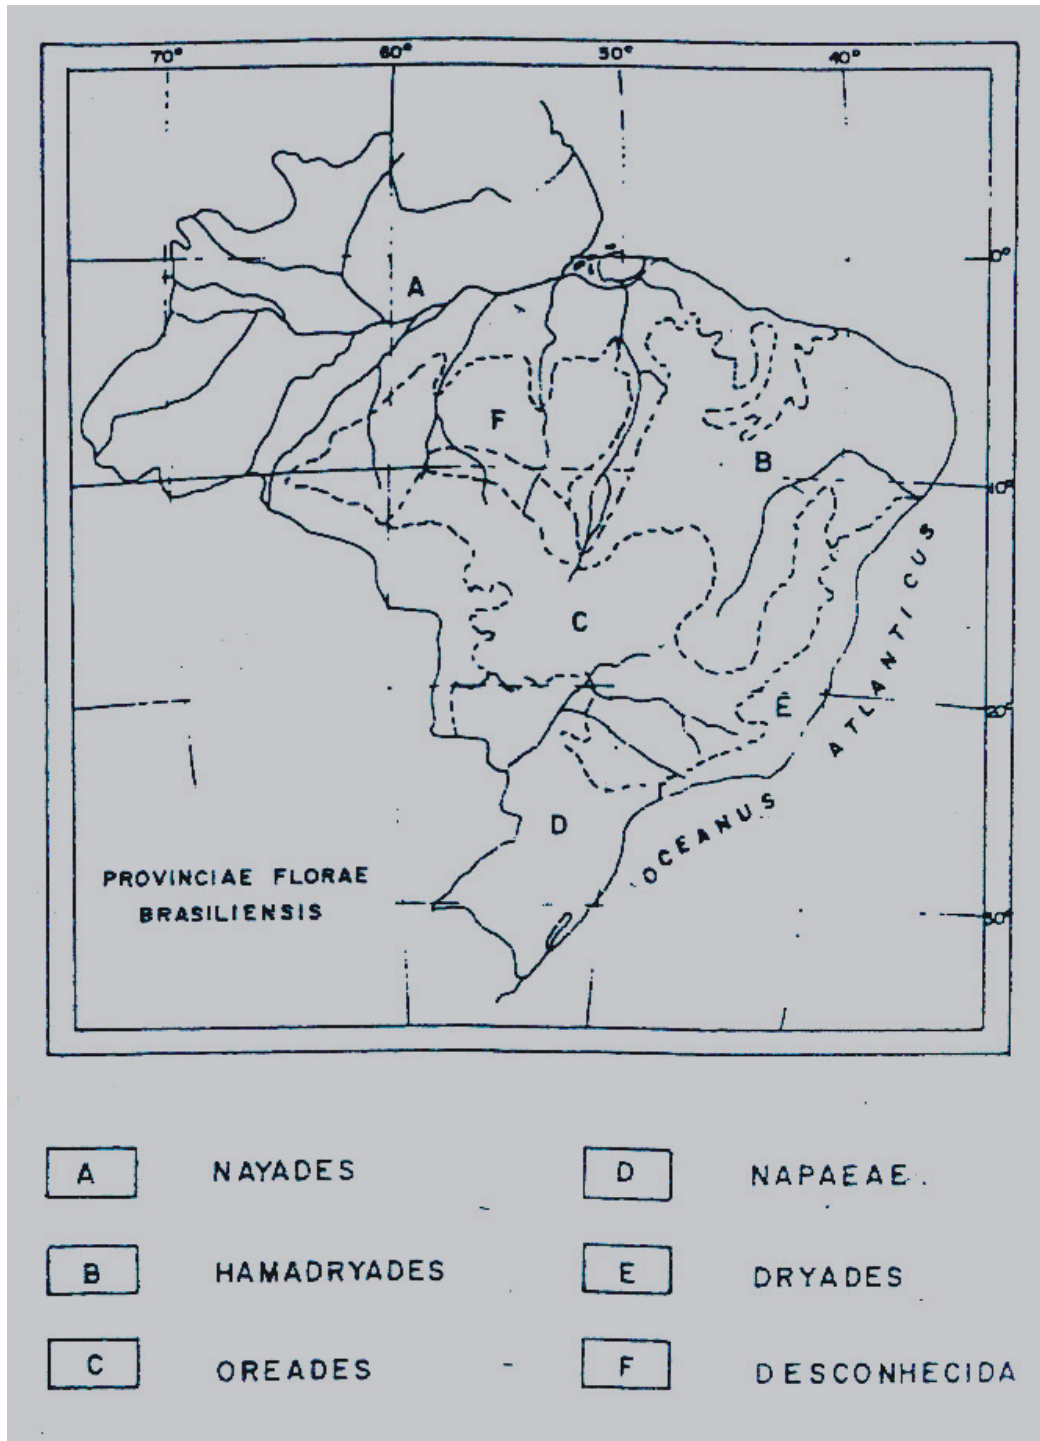 70° 60° 50° 40°
0°
A
F
B
10°
C
20°
E
D
30°
OCEANUS ATLANTICUS
PROVINCIAE FLORAE
BRASILIENSIS
A NAYADES
D NAPAEAE
B HAMADRYADES
E DRYADES
C OREADES
F DESCONHECIDA